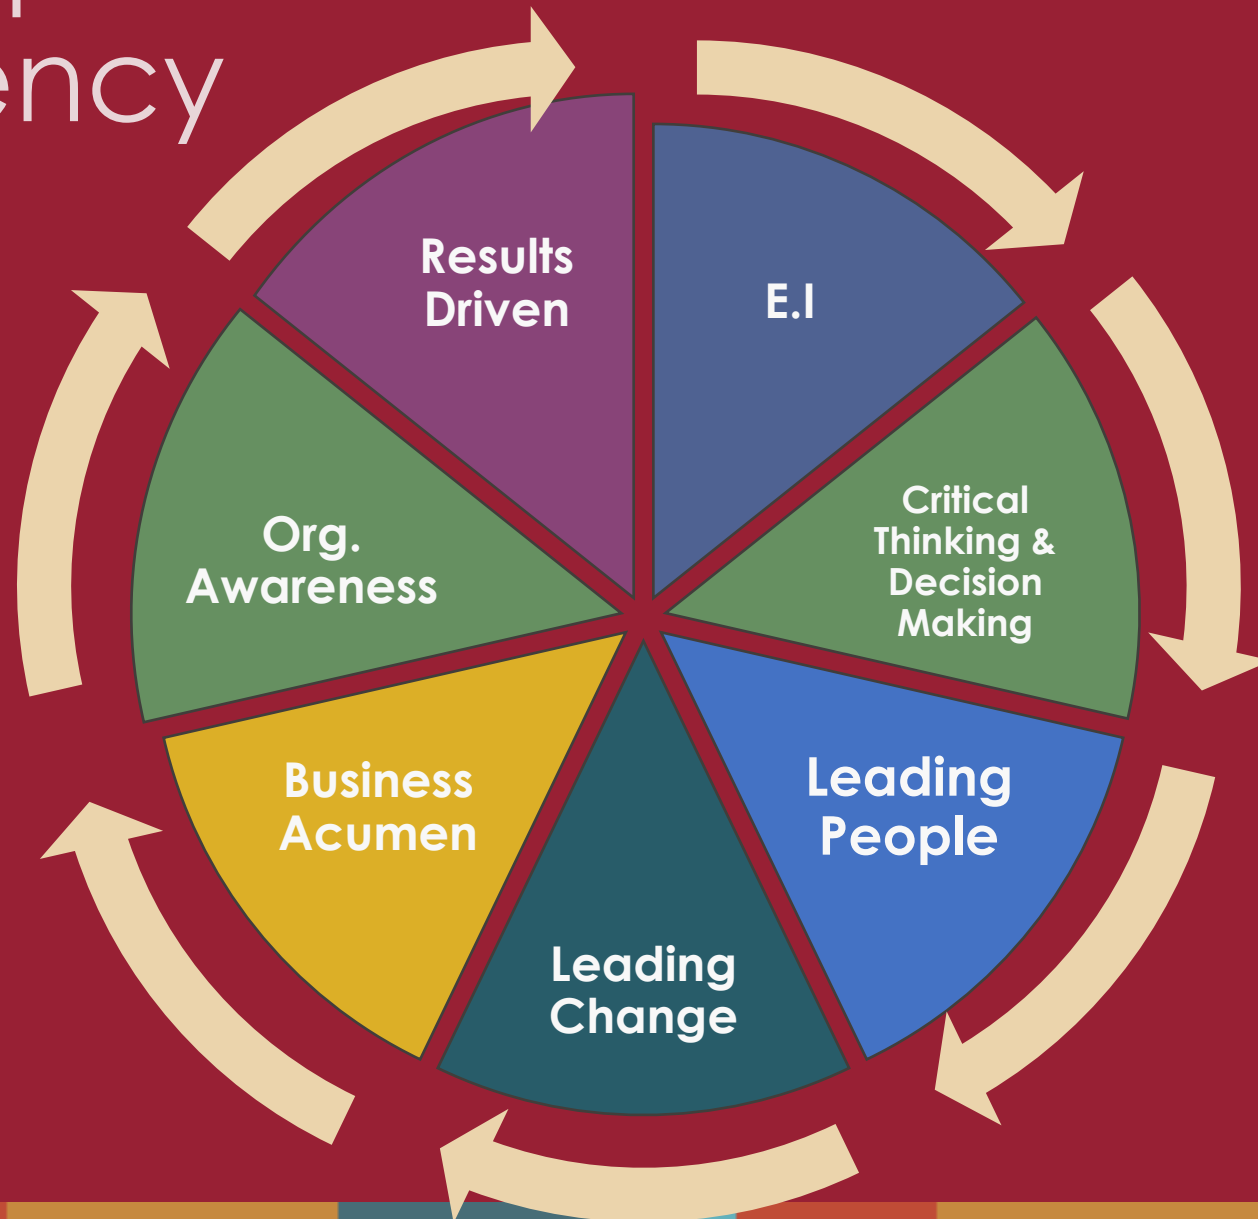 ency
Results
Driven
E.I
Critical
Thinking &
Decision
Making
Leading
People
Leading
Change
Business
Acumen
Org.
Awareness